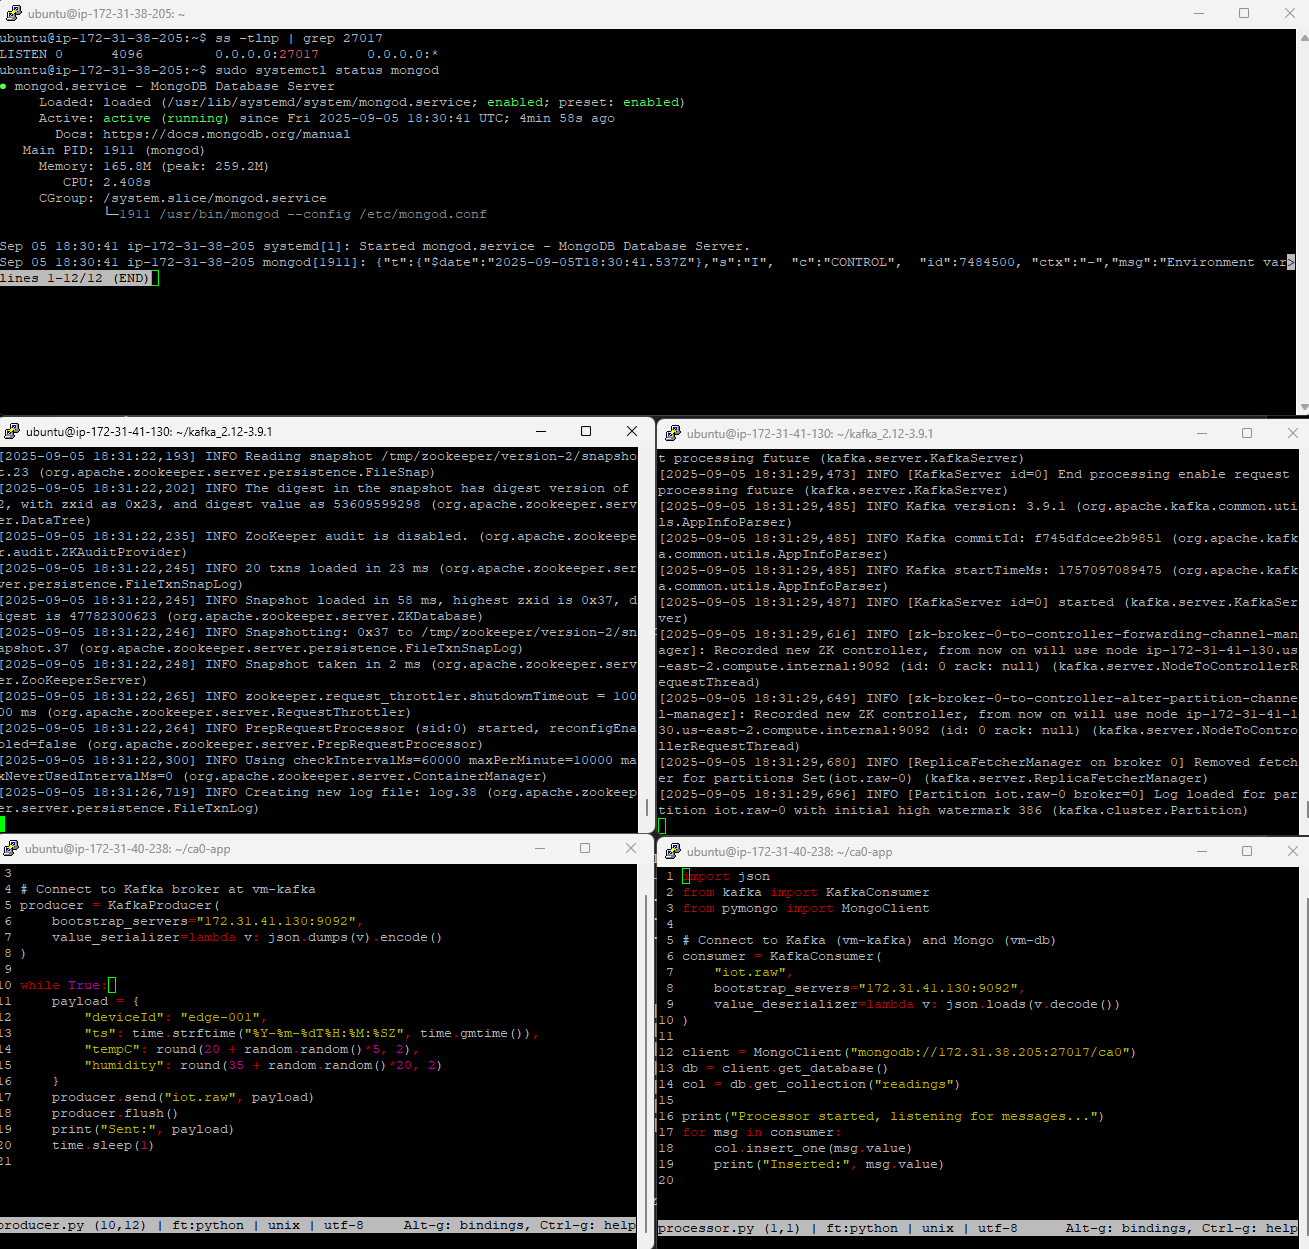 ubuntu@ip-172-31-38-205: ~
ubuntu@ip-172-31-38-205:~$ ss -tlnp | grep 27017
LISTEN 0      4096         0.0.0.0:27017      0.0.0.0:*
ubuntu@ip-172-31-38-205:~$ sudo systemctl status mongod
● mongod.service - MongoDB Database Server
     Loaded: loaded (/usr/lib/systemd/system/mongod.service; enabled; preset: enabled)
     Active: active (running) since Fri 2025-09-05 18:30:41 UTC; 4min 58s ago
       Docs: https://docs.mongodb.org/manual
   Main PID: 1911 (mongod)
     Memory: 165.8M (peak: 259.2M)
        CPU: 2.408s
     CGroup: /system.slice/mongod.service
             └─1911 /usr/bin/mongod --config /etc/mongod.conf
Sep 05 18:30:41 ip-172-31-38-205 systemd[1]: Started mongod.service - MongoDB Database Server.
Sep 05 18:30:41 ip-172-31-38-205 mongod[1911]: {"t":{"$date":"2025-09-05T18:30:41.537Z"},"s":"I",  "c":"CONTROL",  "id":7484500, "ctx":"-","msg":"Environment var>
lines 1-12/12 (END)
ubuntu@ip-172-31-41-130: ~/kafka_2.12-3.9.1
[2025-09-05 18:31:22,193] INFO Reading snapshot /tmp/zookeeper/version-2/snapsho
t.23 (org.apache.zookeeper.server.persistence.FileSnap)
[2025-09-05 18:31:22,202] INFO The digest in the snapshot has digest version of
2, with zxid as 0x23, and digest value as 53609599298 (org.apache.zookeeper.serv
er.DataTree)
[2025-09-05 18:31:22,235] INFO ZooKeeper audit is disabled. (org.apache.zookeepe
r.audit.ZKAuditProvider)
[2025-09-05 18:31:22,245] INFO 20 txns loaded in 23 ms (org.apache.zookeeper.ser
ver.persistence.FileTxnSnapLog)
[2025-09-05 18:31:22,245] INFO Snapshot loaded in 58 ms, highest zxid is 0x37, d
igest is 47782300623 (org.apache.zookeeper.server.ZKDatabase)
[2025-09-05 18:31:22,246] INFO Snapshotting: 0x37 to /tmp/zookeeper/version-2/sn
apshot.37 (org.apache.zookeeper.server.persistence.FileTxnSnapLog)
[2025-09-05 18:31:22,248] INFO Snapshot taken in 2 ms (org.apache.zookeeper.serv
er.ZooKeeperServer)
[2025-09-05 18:31:22,265] INFO zookeeper.request_throttler.shutdownTimeout = 100
00 ms (org.apache.zookeeper.server.RequestThrottler)
[2025-09-05 18:31:22,264] INFO PrepRequestProcessor (sid:0) started, reconfigEna
bled=false (org.apache.zookeeper.server.PrepRequestProcessor)
[2025-09-05 18:31:22,300] INFO Using checkIntervalMs=60000 maxPerMinute=10000 ma
xNeverUsedIntervalMs=0 (org.apache.zookeeper.server.ContainerManager)
[2025-09-05 18:31:26,719] INFO Creating new log file: log.38 (org.apache.zookeep
er.server.persistence.FileTxnLog)
ubuntu@ip-172-31-41-130: ~/kafka_2.12-3.9.1
t processing future (kafka.server.KafkaServer)
[2025-09-05 18:31:29,473] INFO [KafkaServer id=0] End processing enable request
processing future (kafka.server.KafkaServer)
[2025-09-05 18:31:29,485] INFO Kafka version: 3.9.1 (org.apache.kafka.common.uti
ls.AppInfoParser)
[2025-09-05 18:31:29,485] INFO Kafka commitId: f745dfdcee2b9851 (org.apache.kafk
a.common.utils.AppInfoParser)
[2025-09-05 18:31:29,485] INFO Kafka startTimeMs: 1757097089475 (org.apache.kafk
a.common.utils.AppInfoParser)
[2025-09-05 18:31:29,487] INFO [KafkaServer id=0] started (kafka.server.KafkaSer
ver)
[2025-09-05 18:31:29,616] INFO [zk-broker-0-to-controller-forwarding-channel-man
ager]: Recorded new ZK controller, from now on will use node ip-172-31-41-130.us
-east-2.compute.internal:9092 (id: 0 rack: null) (kafka.server.NodeToControllerR
equestThread)
[2025-09-05 18:31:29,649] INFO [zk-broker-0-to-controller-alter-partition-channe
l-manager]: Recorded new ZK controller, from now on will use node ip-172-31-41-1
30.us-east-2.compute.internal:9092 (id: 0 rack: null) (kafka.server.NodeToContro
llerRequestThread)
[2025-09-05 18:31:29,680] INFO [ReplicaFetcherManager on broker 0] Removed fetch
er for partitions Set(iot.raw-0) (kafka.server.ReplicaFetcherManager)
[2025-09-05 18:31:29,696] INFO [Partition iot.raw-0 broker=0] Log loaded for par
tition iot.raw-0 with initial high watermark 386 (kafka.cluster.Partition)
ubuntu@ip-172-31-40-238: ~/ca0-app
3
4 # Connect to Kafka broker at vm-kafka
5 producer = KafkaProducer(
6     bootstrap_servers="172.31.41.130:9092",
7     value_serializer=lambda v: json.dumps(v).encode()
8 )
9
10 while True:
11     payload = {
12         "deviceId": "edge-001",
13         "ts": time.strftime("%Y-%m-%dT%H:%M:%SZ", time.gmtime()),
14         "tempC": round(20 + random.random()*5, 2),
15         "humidity": round(35 + random.random()*20, 2)
16     }
17     producer.send("iot.raw", payload)
18     producer.flush()
19     print("Sent:", payload)
20     time.sleep(1)
21
producer.py (10,12) | ft:python | unix | utf-8     Alt-g: bindings, Ctrl-g: help
ubuntu@ip-172-31-40-238: ~/ca0-app
1 import json
2 from kafka import KafkaConsumer
3 from pymongo import MongoClient
4
5 # Connect to Kafka (vm-kafka) and Mongo (vm-db)
6 consumer = KafkaConsumer(
7     "iot.raw",
8     bootstrap_servers="172.31.41.130:9092",
9     value_deserializer=lambda v: json.loads(v.decode())
10 )
11
12 client = MongoClient("mongodb://172.31.38.205:27017/ca0")
13 db = client.get_database()
14 col = db.get_collection("readings")
15
16 print("Processor started, listening for messages...")
17 for msg in consumer:
18     col.insert_one(msg.value)
19     print("Inserted:", msg.value)
20
processor.py (1,1) | ft:python | unix | utf-8      Alt-g: bindings, Ctrl-g: help